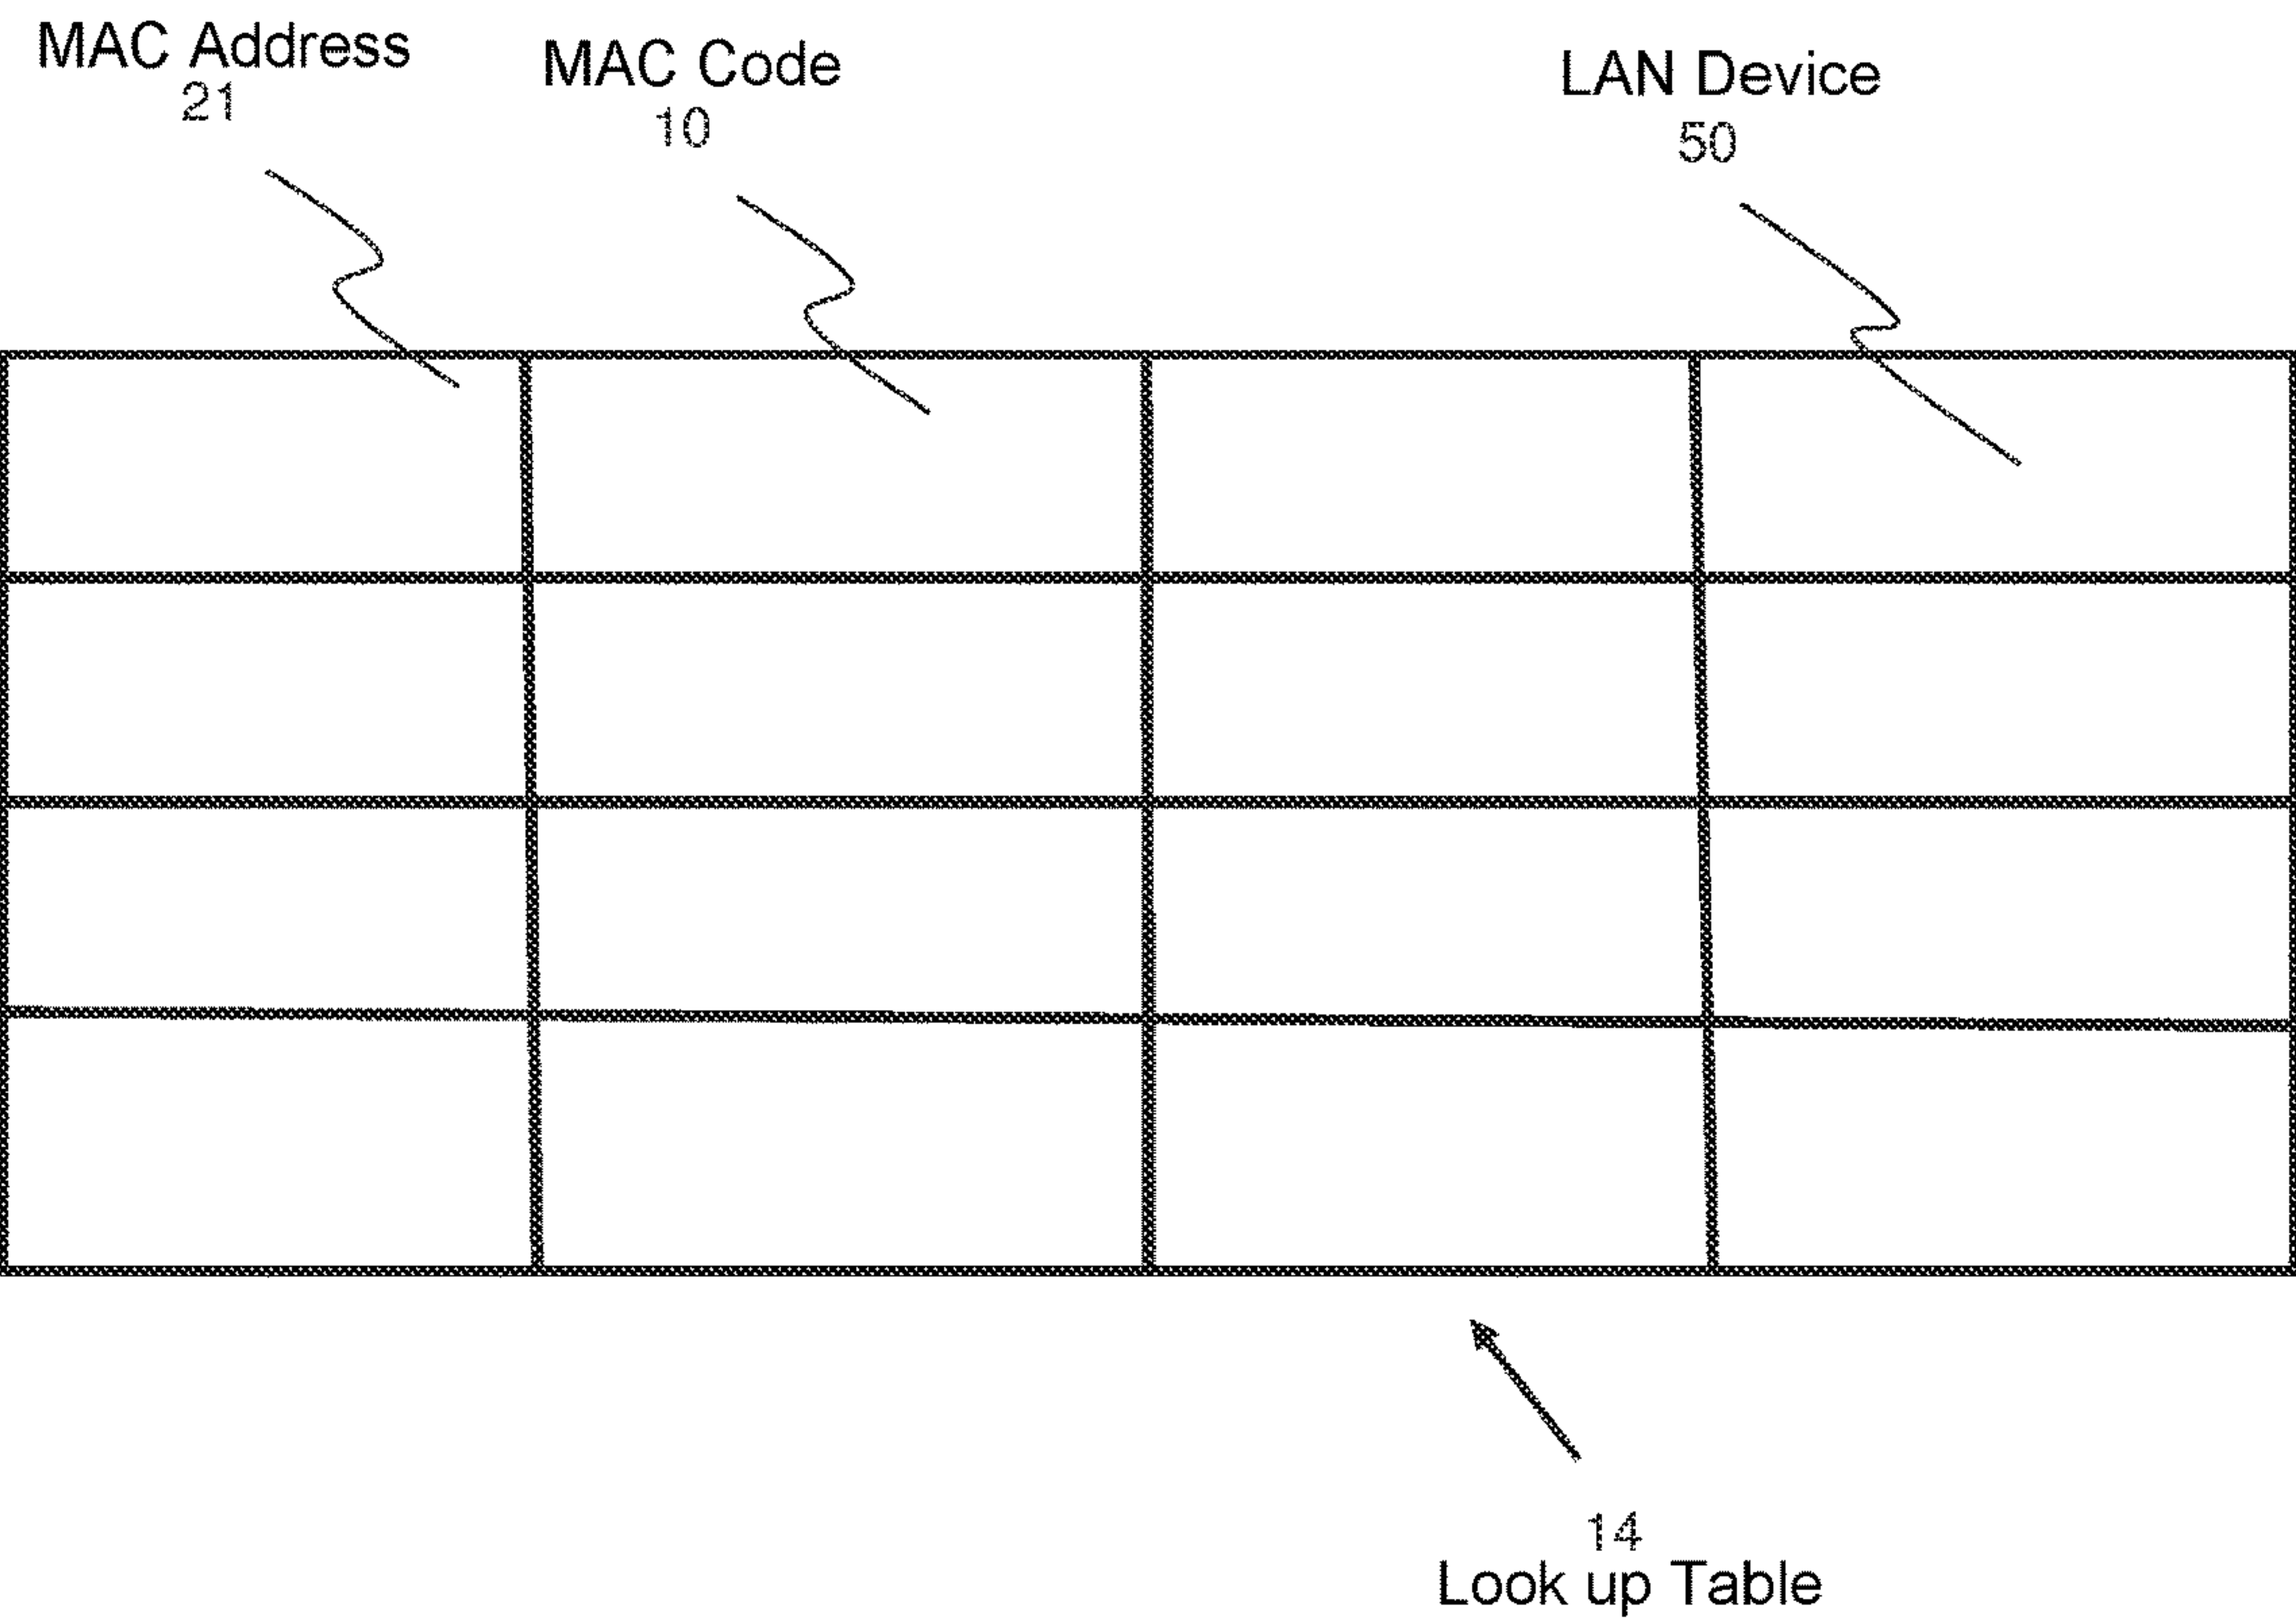 MAC Address
21
MAC Code
10
LAN Device
50
14
Look up Table